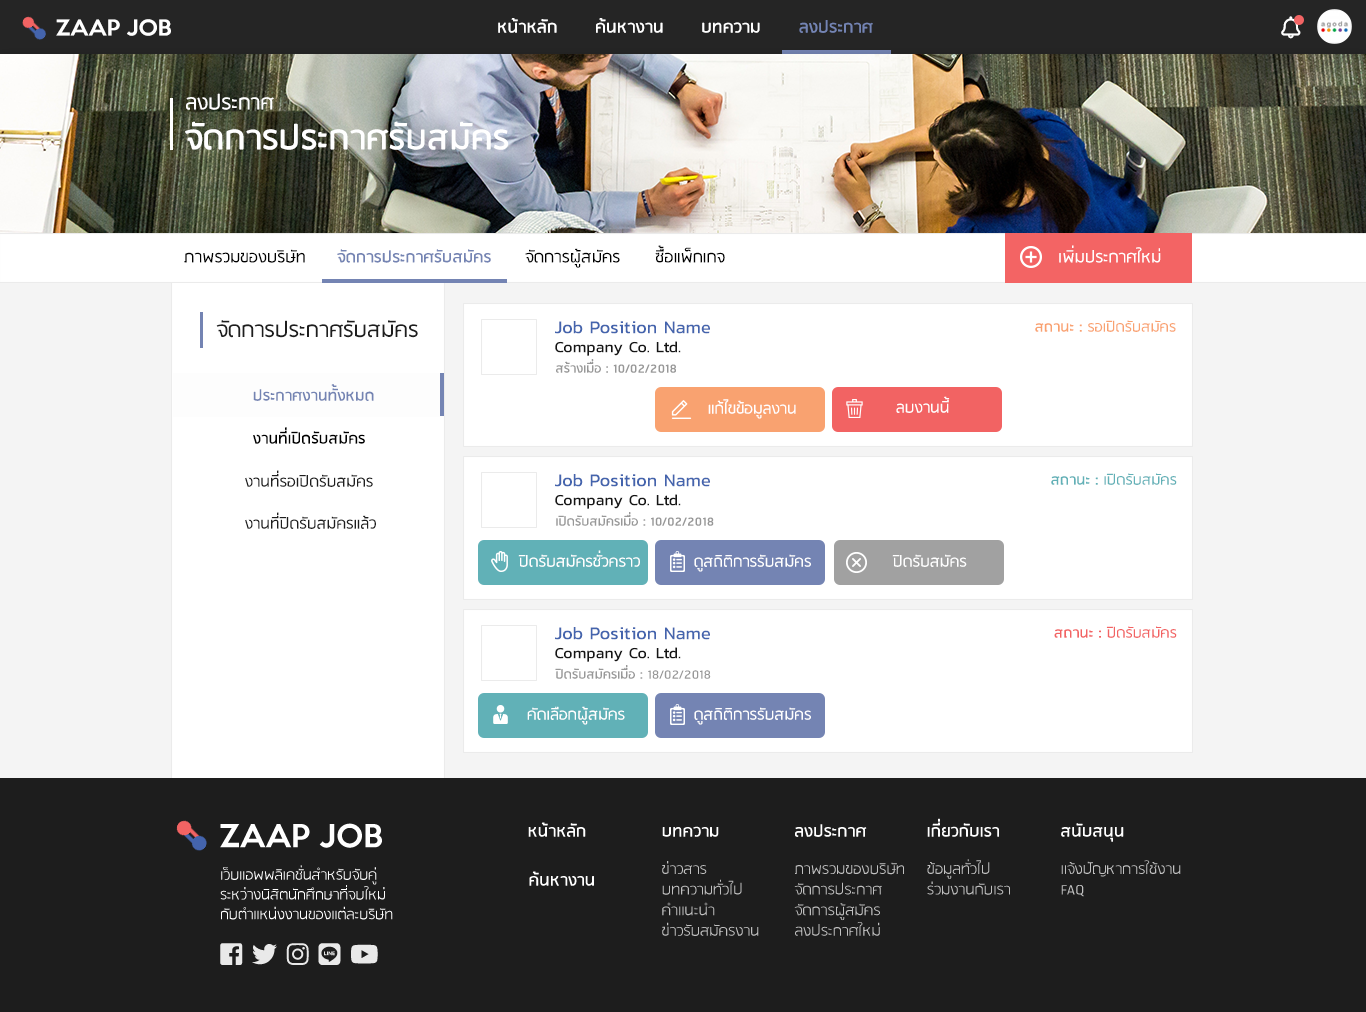 ZAAP JOB
หน้าหลัก
ค้นหางาน
บทความ
ลงประกาศ
agoda
ลงประกาศ
จัดการประกาศรับสมัคร
ภาพรวมของบริษัท
จัดการประกาศรับสมัคร
จัดการผู้สมัคร
ซื้อแพ็กเกจ
เพิ่มประกาศใหม่
จัดการประกาศรับสมัคร
ประกาศงานทั้งหมด
งานที่เปิดรับสมัคร
งานที่รอเปิดรับสมัคร
งานที่ปิดรับสมัครแล้ว
Job Position Name
สถานะ : รอเปิดรับสมัคร
Company Co. Ltd.
สร้างเมื่อ : 10/02/2018
แก้ไขข้อมูลงาน
ลบงานนี้
Job Position Name
สถานะ : เปิดรับสมัคร
Company Co. Ltd.
เปิดรับสมัครเมื่อ : 10/02/2018
ปิดรับสมัครชั่วคราว
ดูสถิติการรับสมัคร
ปิดรับสมัคร
Job Position Name
สถานะ : ปิดรับสมัคร
Company Co. Ltd.
ปิดรับสมัครเมื่อ : 18/02/2018
คัดเลือกผู้สมัคร
ดูสถิติการรับสมัคร
ZAAP JOB
เว็บแอพพลิเคชั่นสำหรับจับคู่
ระหว่างนิสิตนักศึกษาที่จบใหม่
กับตำแหน่งงานของแต่ละบริษัท
LINE
หน้าหลัก
ค้นหางาน
บทความ
ข่าวสาร
บทความทั่วไป
คำแนะนำ
ข่าวรับสมัครงาน
ลงประกาศ
ภาพรวมของบริษัท
จัดการประกาศ
จัดการผู้สมัคร
ลงประกาศใหม่
เกี่ยวกับเรา
ข้อมูลทั่วไป
ร่วมงานกับเรา
สนับสนุน
แจ้งปัญหาการใช้งาน
FAQ